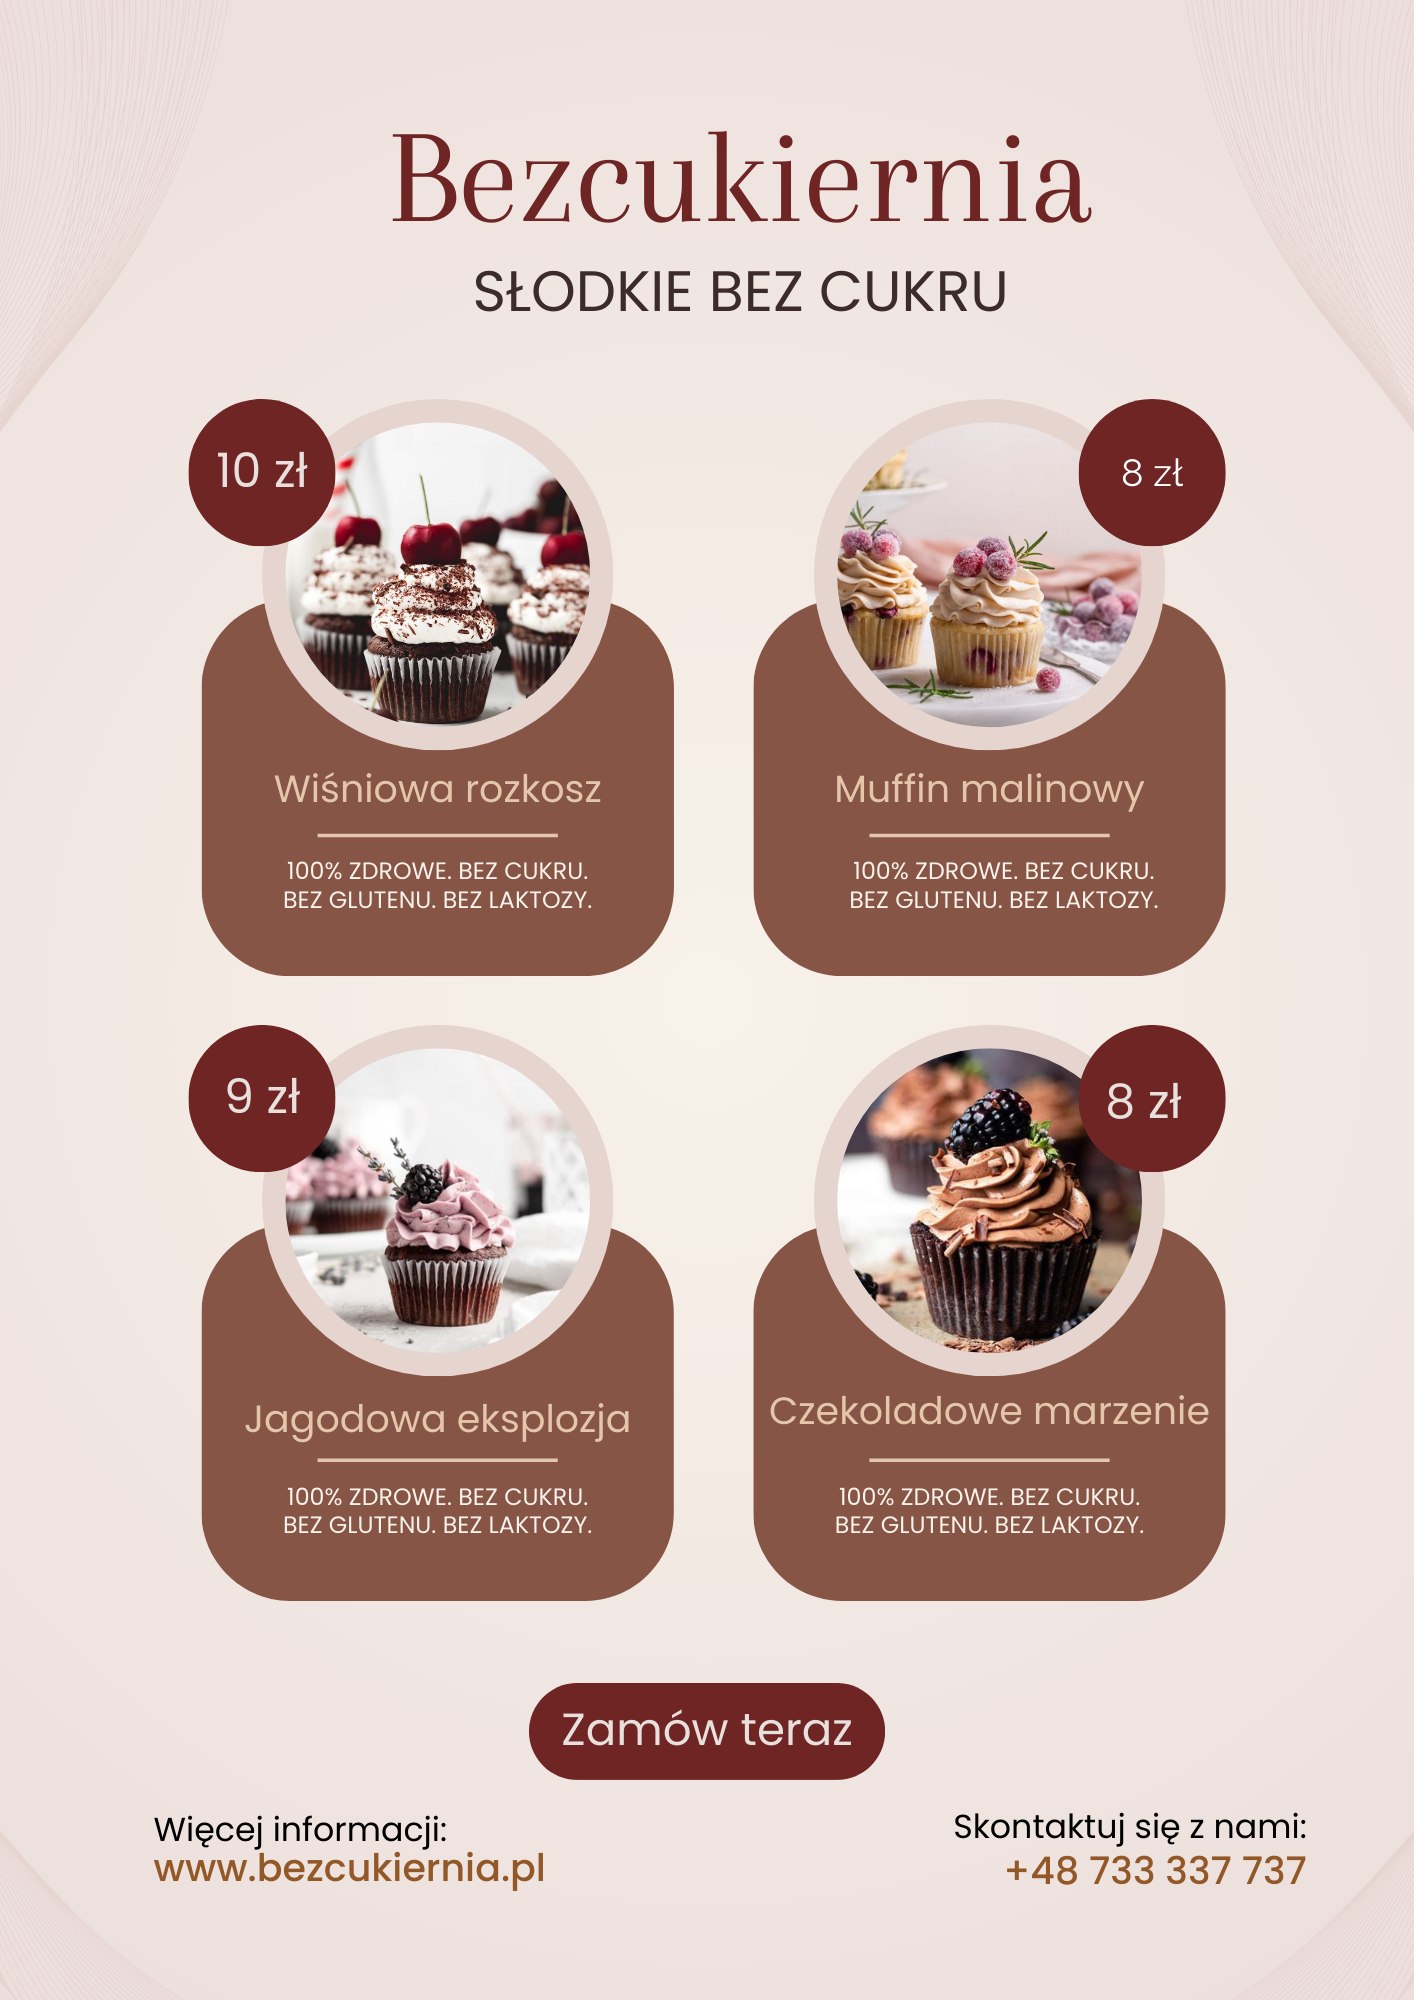 Bezcukiernia
SŁODKIE BEZ CUKRU
10 zł
Wiśniowa rozkosz
100% ZDROWE. BEZ CUKRU.
BEZ GLUTENU. BEZ LAKTOZY.
8 zł
Muffin malinowy
100% ZDROWE. BEZ CUKRU.
BEZ GLUTENU. BEZ LAKTOZY.
9 zł
Jagodowa eksplozja
100% ZDROWE. BEZ CUKRU.
BEZ GLUTENU. BEZ LAKTOZY.
8 zł
Czekoladowe marzenie
100% ZDROWE. BEZ CUKRU.
BEZ GLUTENU. BEZ LAKTOZY.
Zamów teraz
Więcej informacji:
www.bezcukiernia.pl
Skontaktuj się z nami:
+48 733 337 737